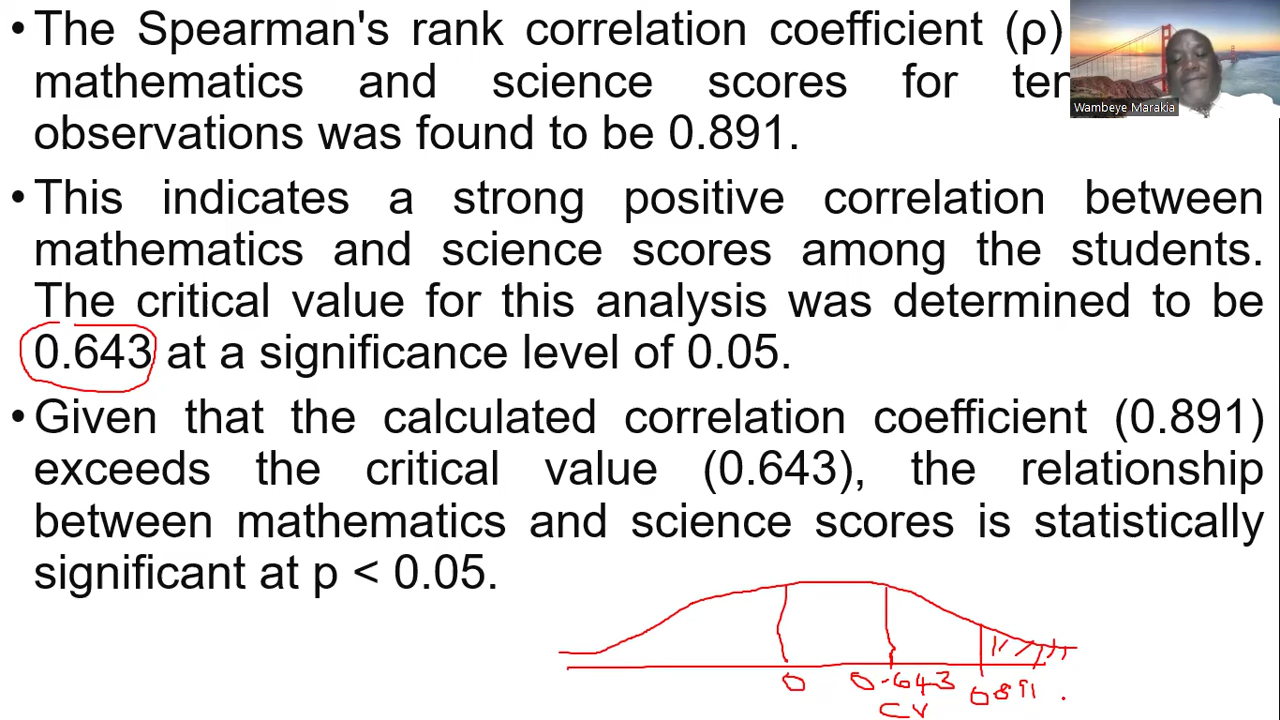 • The Spearman's rank correlation coefficient (ρ)
mathematics and science scores for ten
observations was found to be 0.891.
• This indicates a strong positive correlation between
mathematics and science scores among the students.
The critical value for this analysis was determined to be
0.643 at a significance level of 0.05.
• Given that the calculated correlation coefficient (0.891)
exceeds the critical value (0.643), the relationship
between mathematics and science scores is statistically
significant at p < 0.05.
Wambeye Marakia
0 0.643 0891
CV